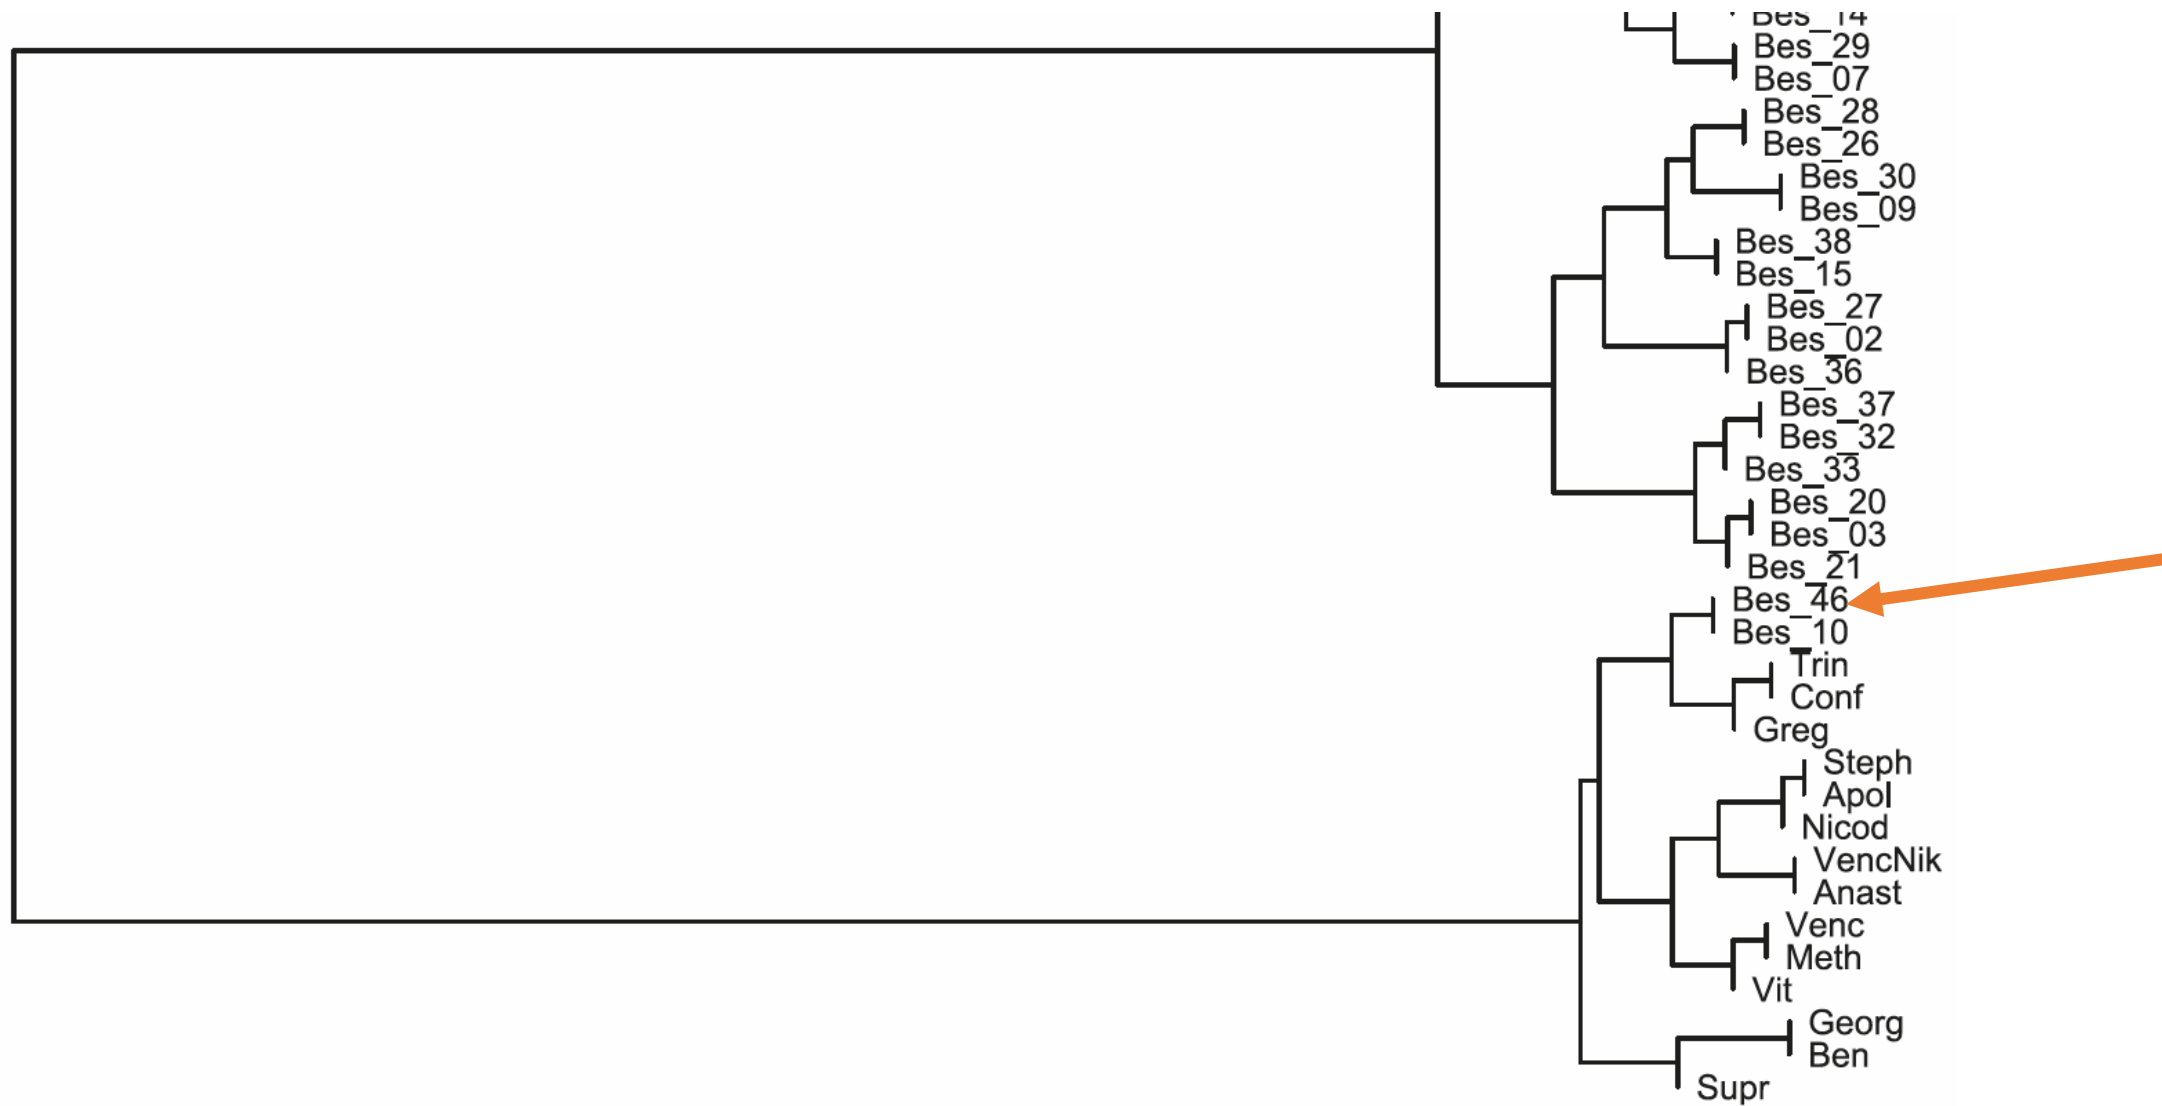 Bes_14
Bes_29
Bes_07
Bes_28
Bes_26
Bes_30
Bes_09
Bes_38
Bes_15
Bes_27
Bes_02
Bes_36
Bes_37
Bes_32
Bes_33
Bes_20
Bes_03
Bes_21
Bes_46
Bes_10
Trin
Conf
Greg
Steph
Apol
Nicod
VencNik
Anast
Venc
Meth
Vit
Georg
Ben
Supr